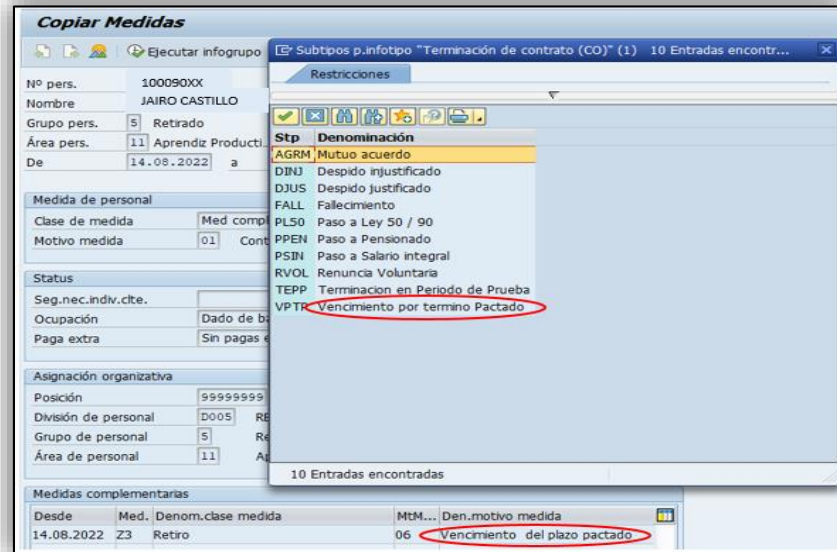 Copiar Medidas
Ejecutar infogrupo
Nº pers. 100090XX
Nombre JAIRO CASTILLO
Grupo pers. 5 Retirado
Área pers. 11 Aprendiz Producti
De 14.08.2022 a
Medida de personal
Clase de medida Med compl
Motivo medida 01 Cont
Status
Seg.nec.indiv.clte.
Ocupación Dado de ba
Paga extra Sin pagas e
Asignación organizativa
Posición 99999999
División de personal D005 RE
Grupo de personal 5 Re
Área de personal 11 Ap
Medidas complementarias
Desde Med. Denom.clase medida MtM... Den.motivo medida
14.08.2022 Z3 Retiro 06 Vencimiento del plazo pactado
Subtipos p.infotipo "Terminación de contrato (CO)" (1) 10 Entradas encontr...
Restricciones
Stp Denominación
AGRM Mutuo acuerdo
DINJ Despido injustificado
DJUS Despido justificado
FALL Fallecimiento
PL50 Paso a Ley 50 / 90
PPEN Paso a Pensionado
PSIN Paso a Salario integral
RVOL Renuncia Voluntaria
TEPP Terminacion en Periodo de Prueba
VPTP Vencimiento por termino Pactado
10 Entradas encontradas